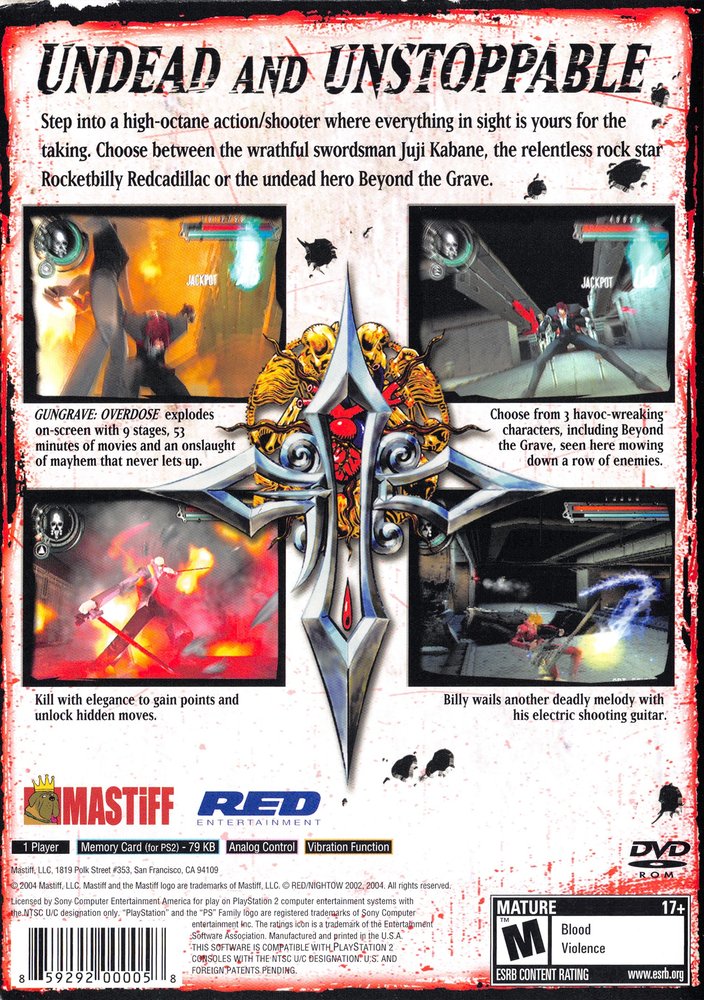 UNDEAD AND UNSTOPPABLE
Step into a high-octane action/shooter where everything in sight is yours for the
taking. Choose between the wrathful swordsman Juji Kabane, the relentless rock star
Rocketbilly Redcadillac or the undead hero Beyond the Grave.
JACKPOT
JACKPOT
GUNGRAVE: OVERDOSE explodes
on-screen with 9 stages, 53
minutes of movies and an onslaught
of mayhem that never lets up.
Choose from 3 havoc-wreaking
characters, including Beyond
the Grave, seen here mowing
down a row of enemies.
Kill with elegance to gain points and
unlock hidden moves.
Billy wails another deadly melody with
his electric shooting guitar.
MASTiFF
RED
ENTERTAINMENT
1 Player
Memory Card (for PS2) - 79 KB
Analog Control
Vibration Function
DVD
ROM
Mastiff, LLC, 1819 Polk Street #353, San Francisco, CA 94109
© 2004 Mastiff, LLC. Mastiff and the Mastiff logo are trademarks of Mastiff, LLC. © RED/NIGHTOW 2002, 2004. All rights reserved.
Licensed by Sony Computer Entertainment America for play on PlayStation 2 computer entertainment systems with
the NTSC U/C designation only. "PlayStation" and the "PS" Family logo are registered trademarks of Sony Computer
entertainment Inc. The ratings icon is a trademark of the Entertainment
Software Association. Manufactured and printed in the U.S.A.
THIS SOFTWARE IS COMPATIBLE WITH PLAYSTATION 2
CONSOLES WITH THE NTSC U/C DESIGNATION. U.S. AND
FOREIGN PATENTS PENDING.
8 59292 00005 8
MATURE 17+
TM
M
Blood
Violence
ESRB CONTENT RATING www.esrb.org